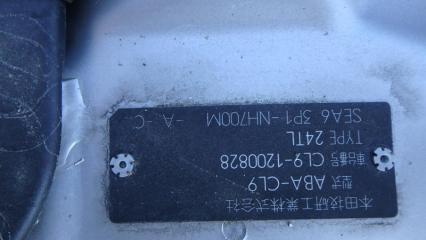 本田技研工業株式会社
型式 ABA-CL9
車台番号 CL9-1200828
TYPE 24TL
SEA6 3P1-NH700M
-A -C